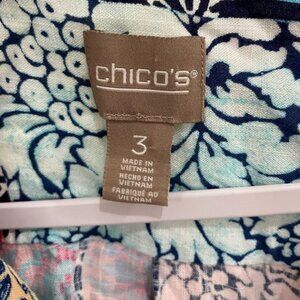 chico's®
3
MADE IN
VIETNAM
HECHO EN
VIETNAM
FABRIQUÉ AU
VIETNAM